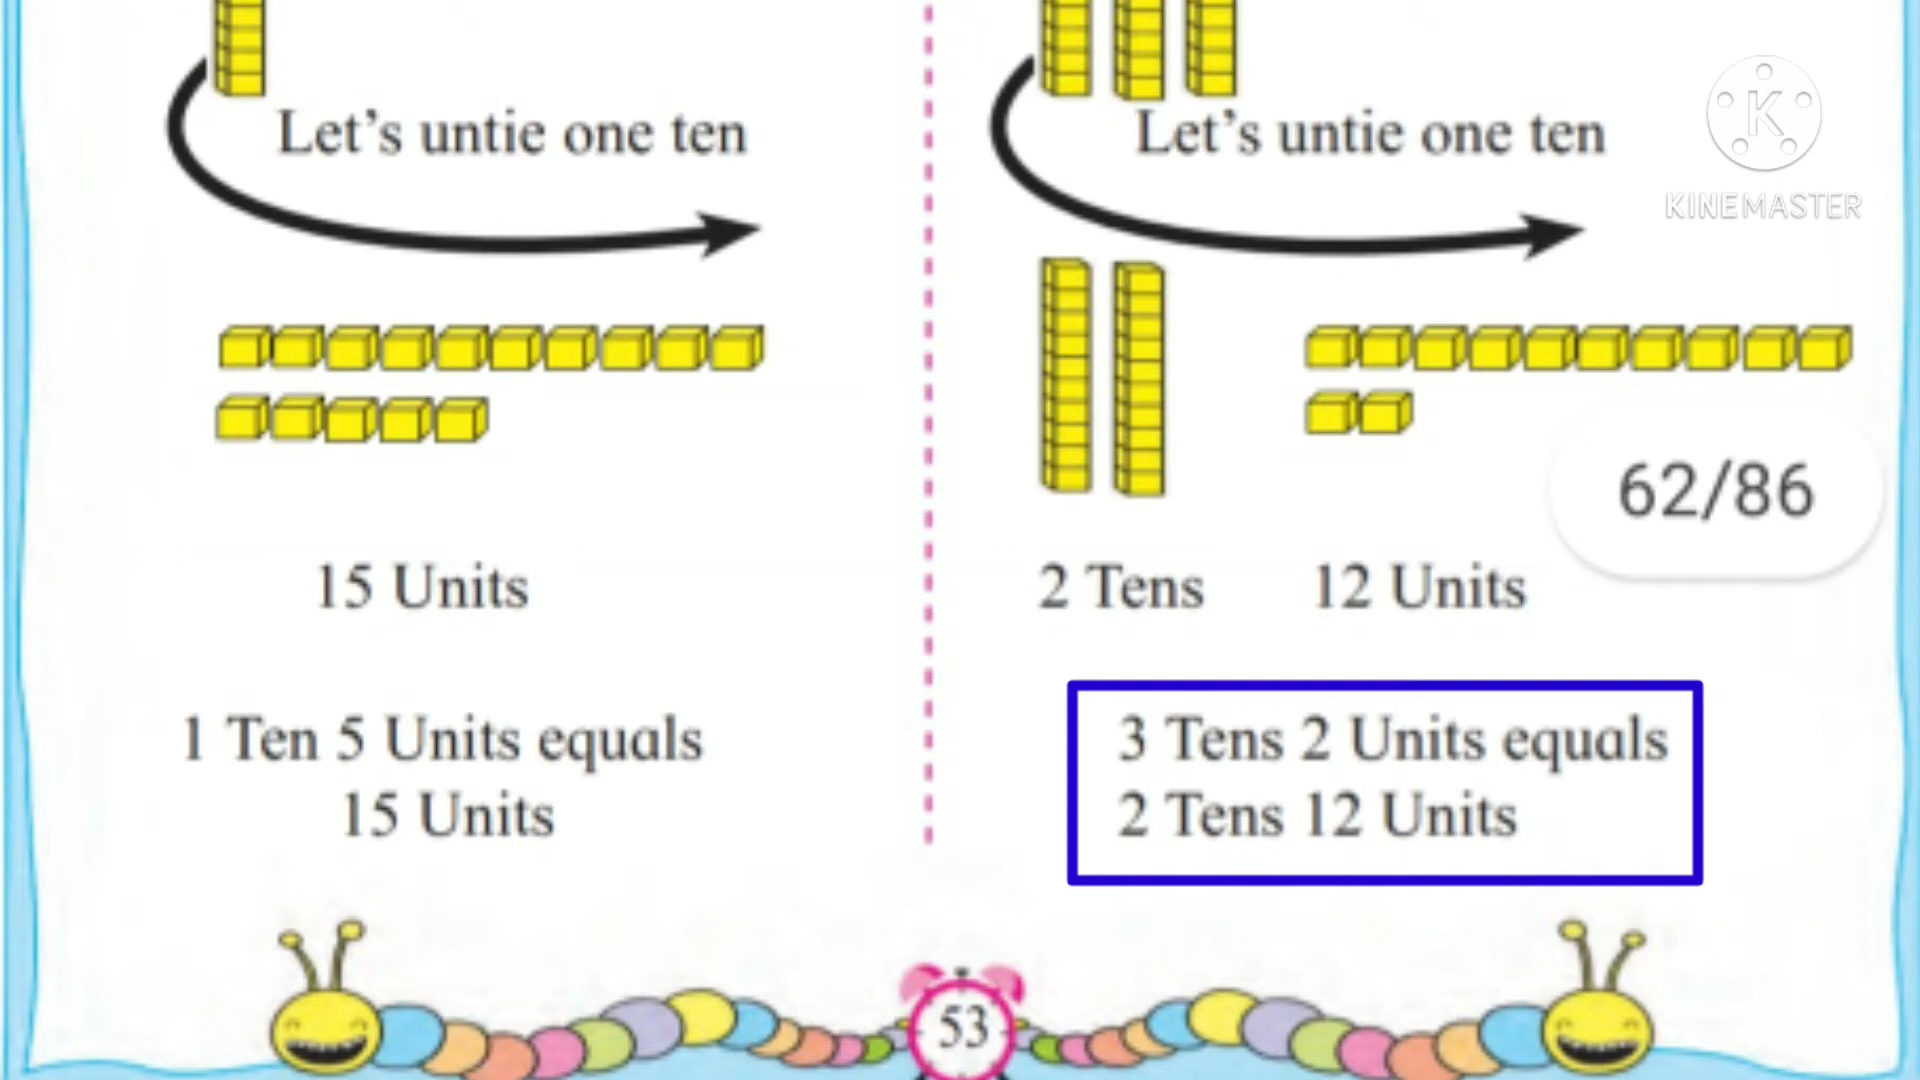 Let's untie one ten
15 Units
1 Ten 5 Units equals
15 Units
Let's untie one ten
K
KINEMASTER
62/86
2 Tens 12 Units
3 Tens 2 Units equals
2 Tens 12 Units
53